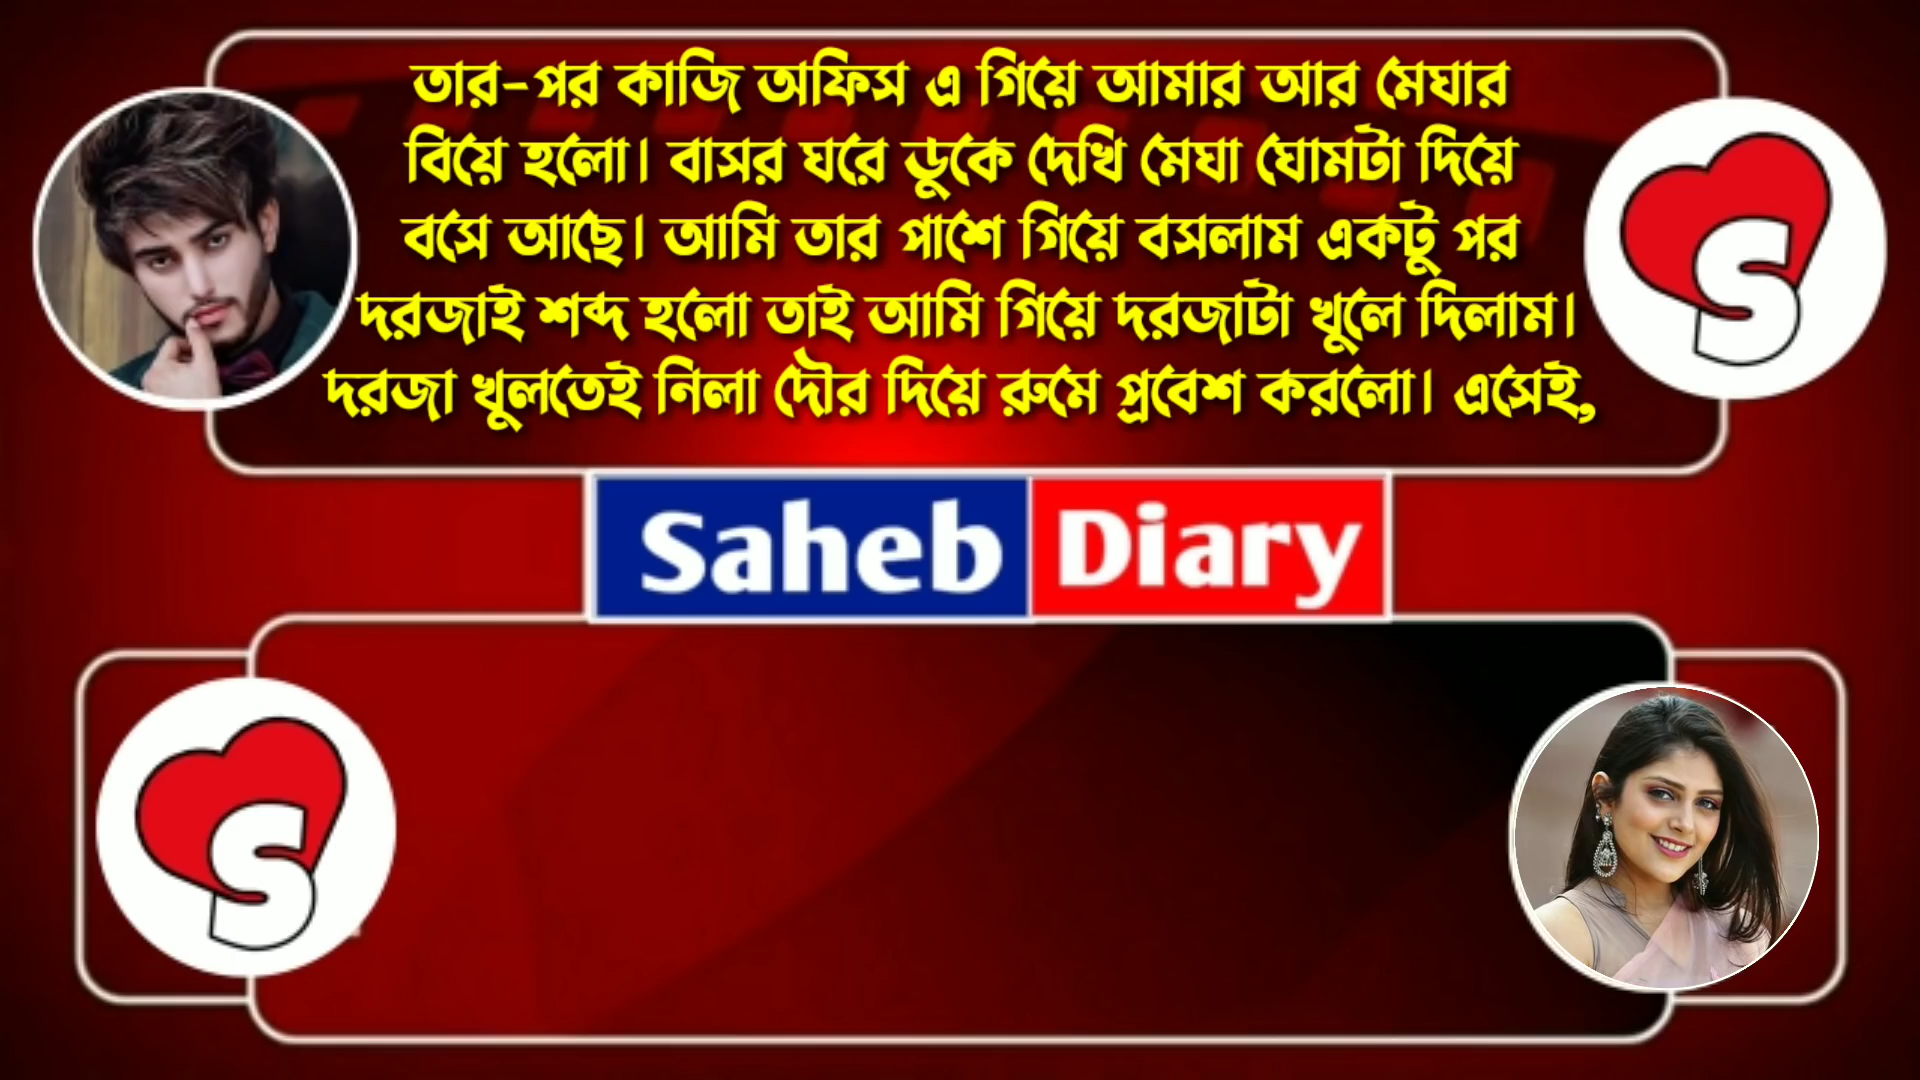 তার-পর কাজি অফিস এ গিয়ে আমার আর মেঘার
বিয়ে হলো। বাসর ঘরে ডুকে দেখি মেঘা ঘোমটা দিয়ে
বসে আছে। আমি তার পাশে গিয়ে বসলাম একটু পর
দরজাই শব্দ হলো তাই আমি গিয়ে দরজাটা খুলে দিলাম।
দরজা খুলতেই নিলা দৌর দিয়ে রুমে প্রবেশ করলো। এসেই,
S
Saheb Diary
S